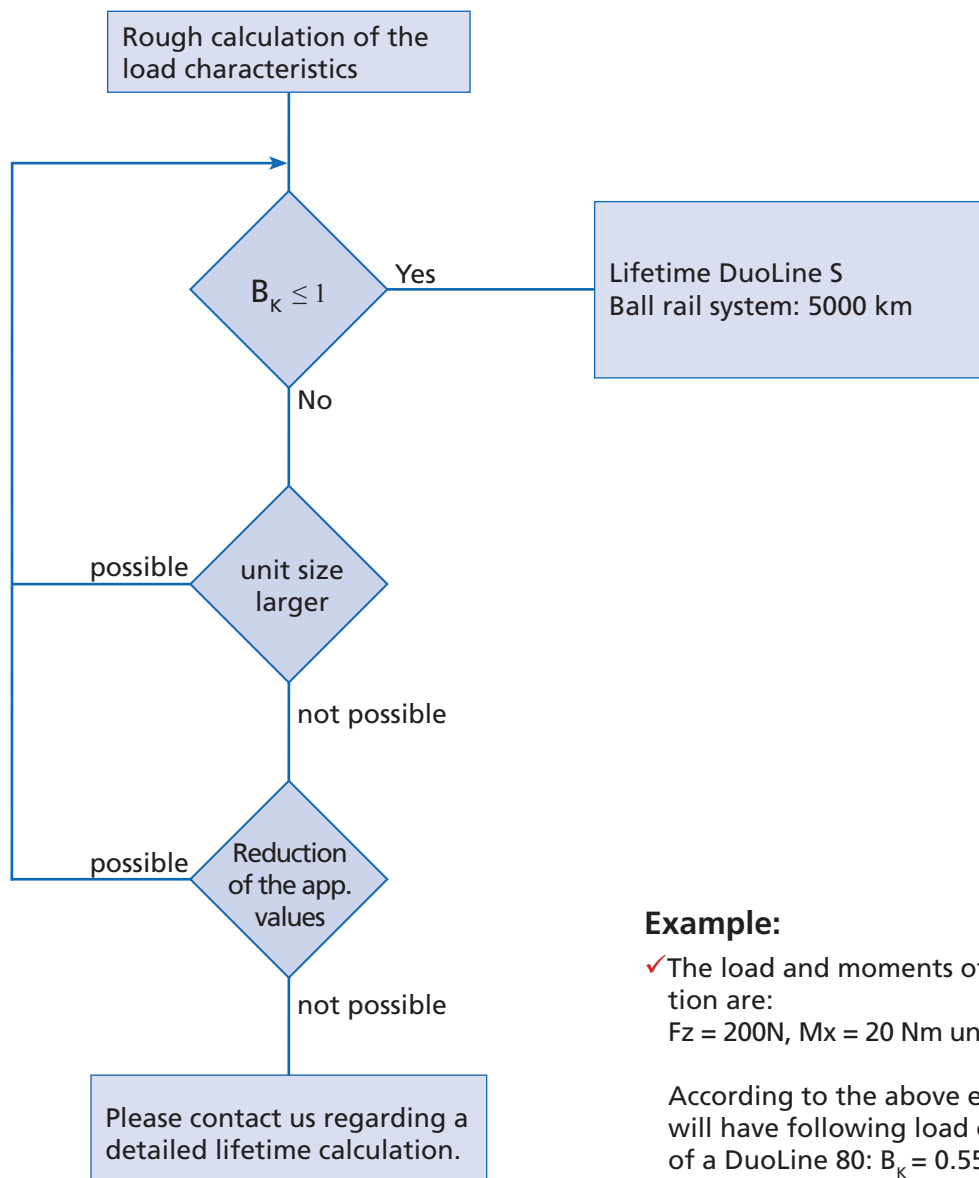 Rough calculation of the
load characteristics
B_K ≤ 1
Yes
Lifetime DuoLine S
Ball rail system: 5000 km
No
possible
unit size
larger
not possible
possible
Reduction
of the app.
values
not possible
Please contact us regarding a
detailed lifetime calculation.
Example:
✓The load and moments of
tion are:
Fz = 200N, Mx = 20 Nm un
According to the above e
will have following load
of a DuoLine 80: B_K = 0.55